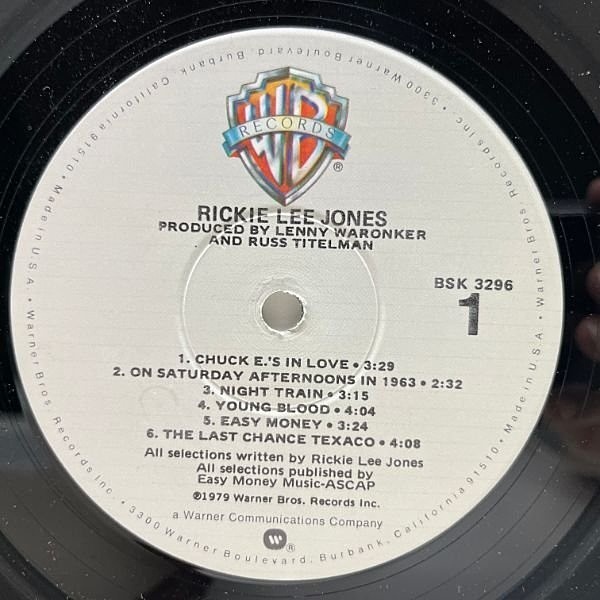 WB
RECORDS
®
RICKIE LEE JONES
PRODUCED BY LENNY WARONKER
AND RUSS TITELMAN
BSK 3296
1
1. CHUCK E.'S IN LOVE • 3:29
2. ON SATURDAY AFTERNOONS IN 1963 • 2:32
3. NIGHT TRAIN • 3:15
4. YOUNG BLOOD • 4:04
5. EASY MONEY • 3:24
6. THE LAST CHANCE TEXACO • 4:08
All selections written by Rickie Lee Jones
All selections published by
Easy Money Music-ASCAP
℗1979 Warner Bros. Records Inc.
a Warner Communications Company
®
Warner Bros. Records Inc. • 3300 Warner Boulevard, Burbank, California 91510 • Made in U.S.A. • Warner Bros. Records Inc. • 3300 Warner Boulevard, Burbank, California 91510 • Made in U.S.A. •